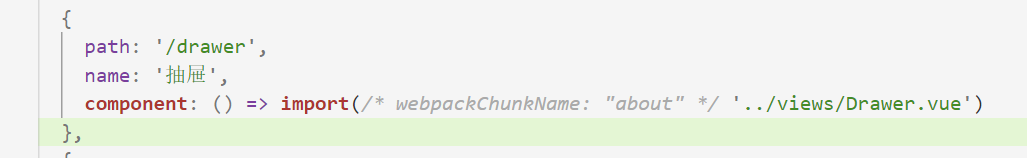 {
path: '/drawer',
name: '抽屉',
component: () => import(/* webpackChunkName: "about" */ '../views/Drawer.vue')
},